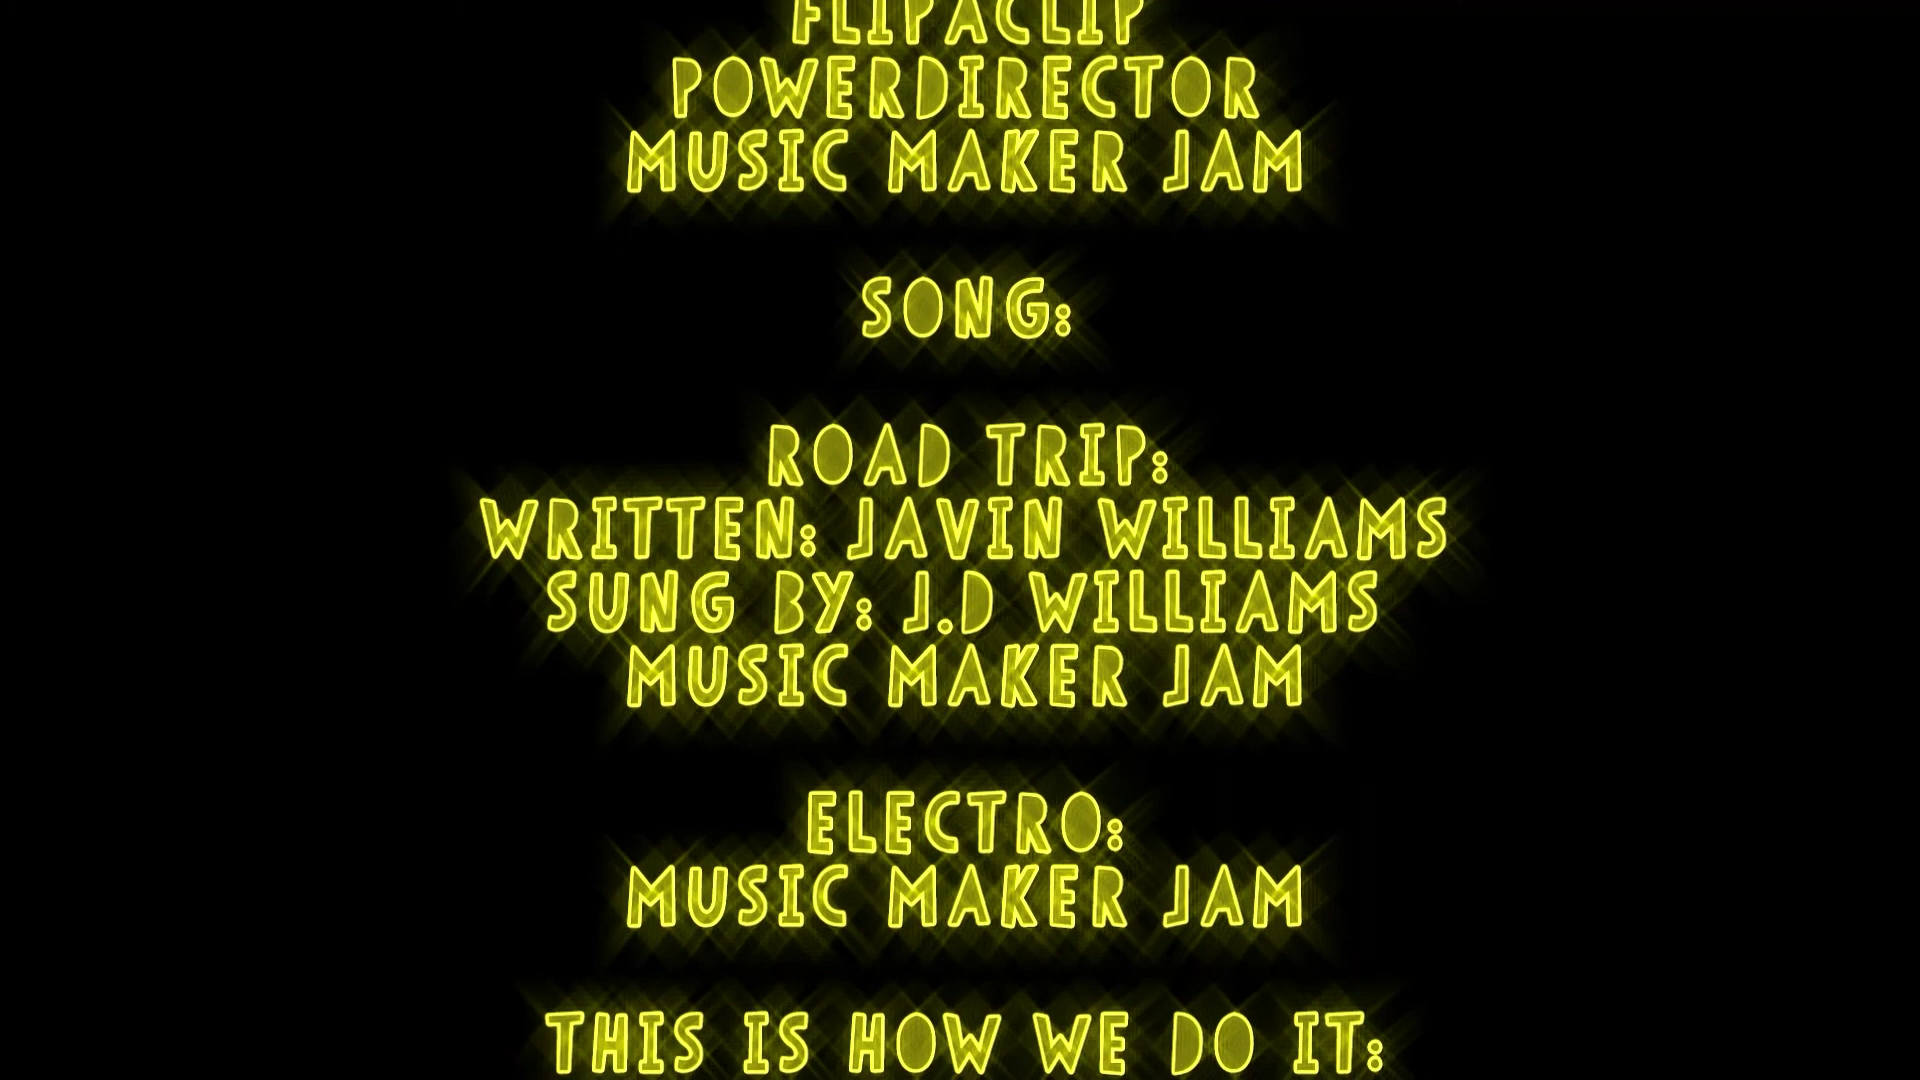 FLIPACLIP
POWERDIRECTOR
MUSIC MAKER JAM
SONG:
ROAD TRIP:
WRITTEN: JAVIN WILLIAMS
SUNG BY: J.D WILLIAMS
MUSIC MAKER JAM
ELECTRO:
MUSIC MAKER JAM
THIS IS HOW WE DO IT: